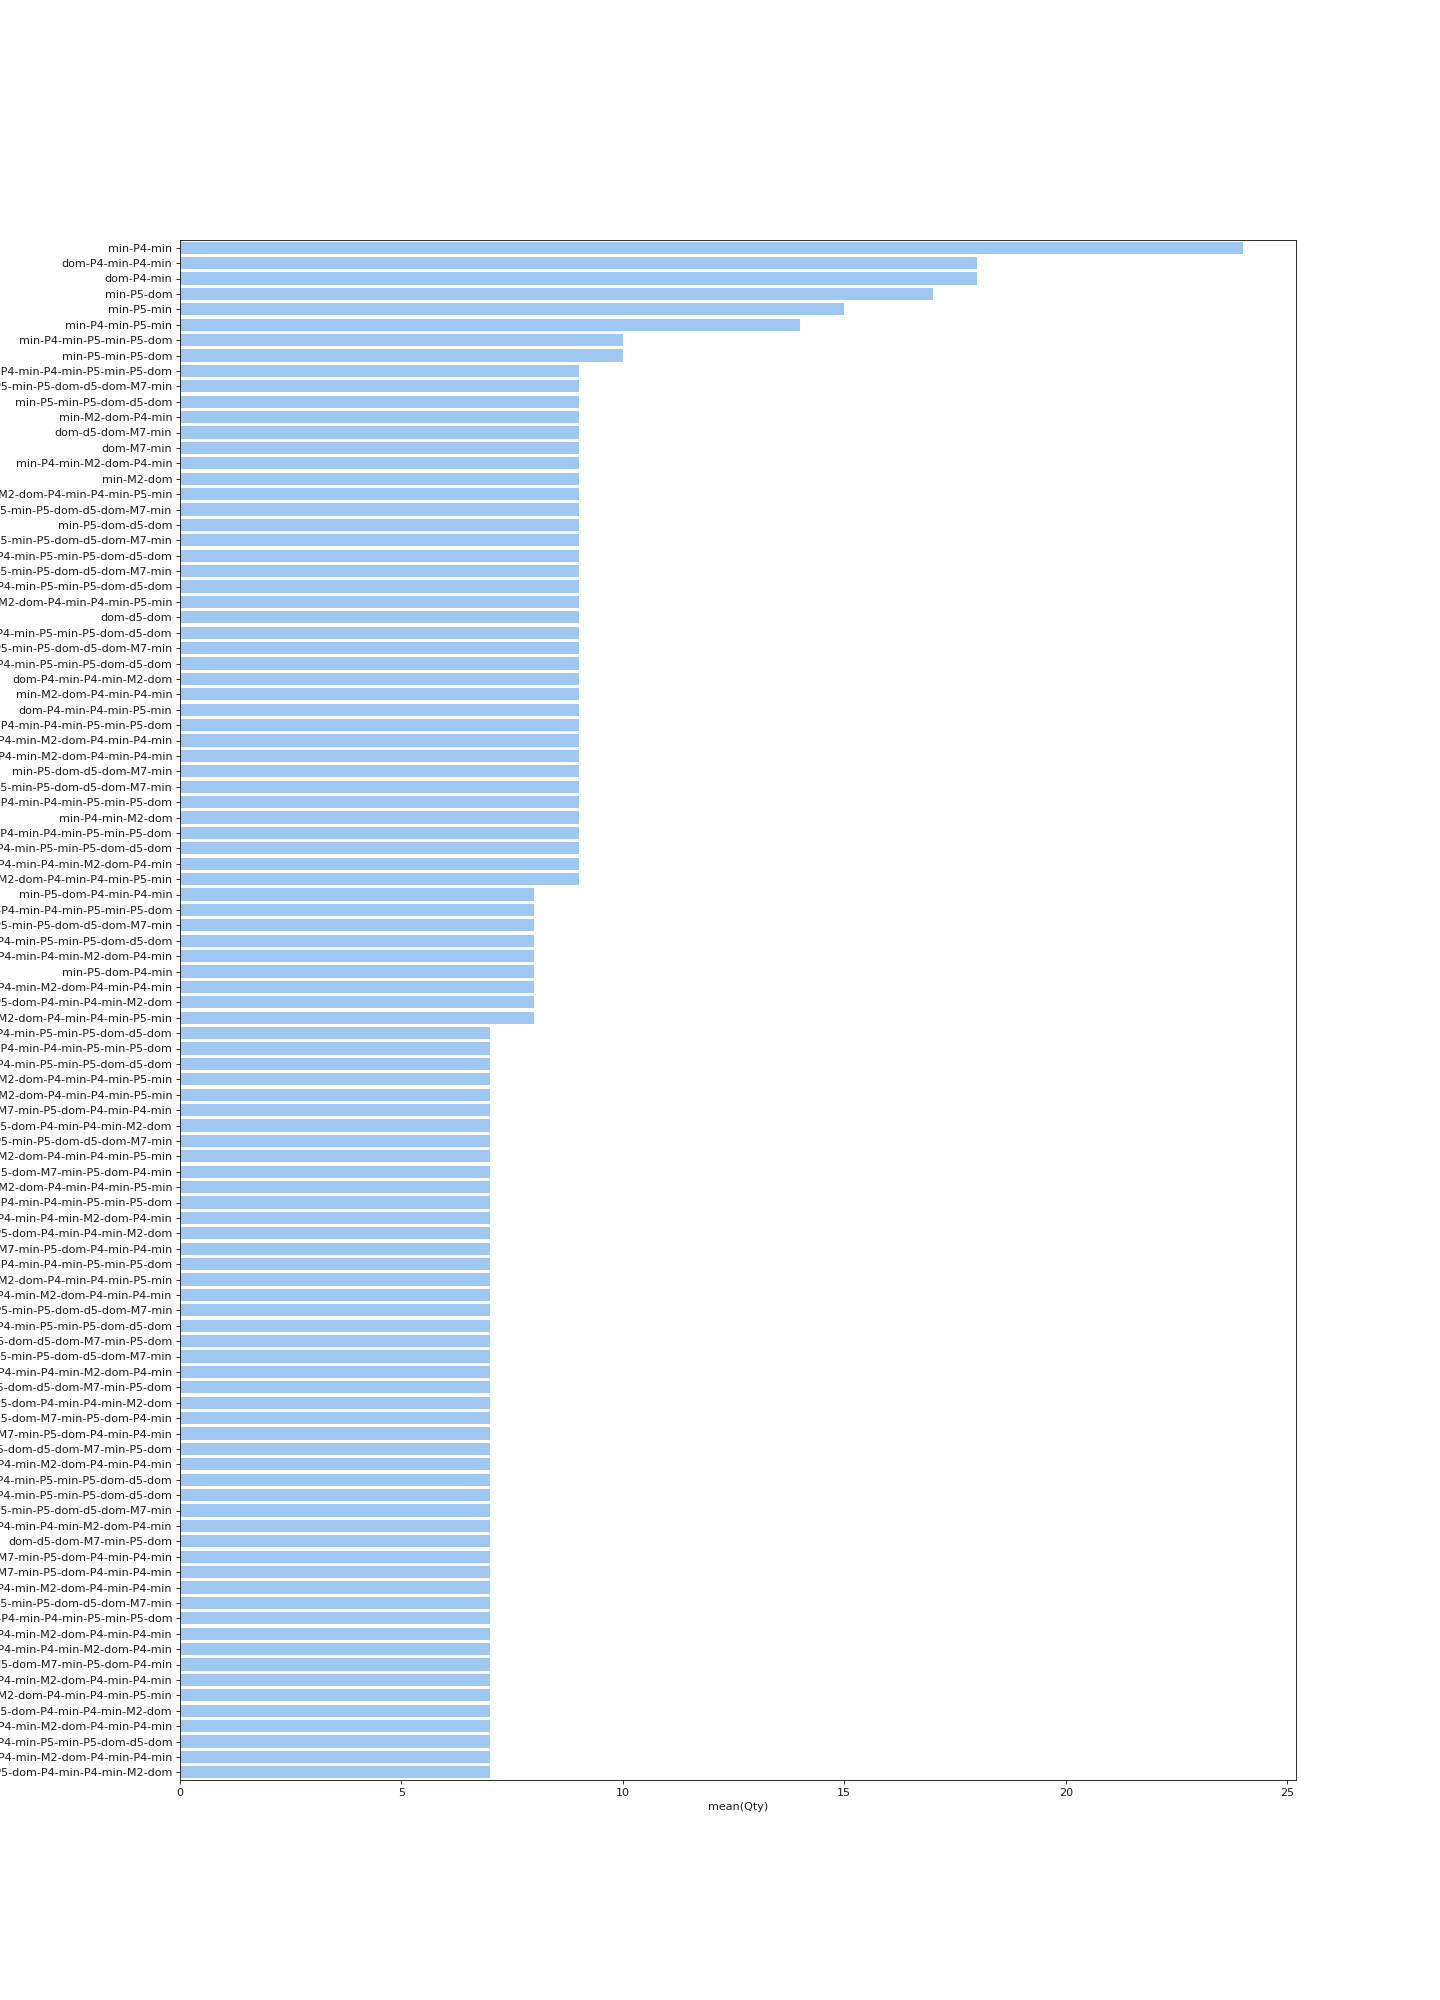 min-P4-min
dom-P4-min-P4-min
dom-P4-min
min-P5-dom
min-P5-min
min-P4-min-P5-min
min-P4-min-P5-min-P5-dom
min-P5-min-P5-dom
P4-min-P4-min-P5-min-P5-dom
P5-min-P5-dom-d5-dom-M7-min
min-P5-min-P5-dom-d5-dom
min-M2-dom-P4-min
dom-d5-dom-M7-min
dom-M7-min
min-P4-min-M2-dom-P4-min
min-M2-dom
M2-dom-P4-min-P4-min-P5-min
5-min-P5-dom-d5-dom-M7-min
min-P5-dom-d5-dom
5-min-P5-dom-d5-dom-M7-min
P4-min-P5-min-P5-dom-d5-dom
5-min-P5-dom-d5-dom-M7-min
P4-min-P5-min-P5-dom-d5-dom
M2-dom-P4-min-P4-min-P5-min
dom-d5-dom
P4-min-P5-min-P5-dom-d5-dom
P5-min-P5-dom-d5-dom-M7-min
P4-min-P5-min-P5-dom-d5-dom
dom-P4-min-P4-min-M2-dom
min-M2-dom-P4-min-P4-min
dom-P4-min-P4-min-P5-min
-P4-min-P4-min-P5-min-P5-dom
P4-min-M2-dom-P4-min-P4-min
P4-min-M2-dom-P4-min-P4-min
min-P5-dom-d5-dom-M7-min
5-min-P5-dom-d5-dom-M7-min
P4-min-P4-min-P5-min-P5-dom
min-P4-min-M2-dom
P4-min-P4-min-P5-min-P5-dom
P4-min-P5-min-P5-dom-d5-dom
P4-min-P4-min-M2-dom-P4-min
M2-dom-P4-min-P4-min-P5-min
min-P5-dom-P4-min-P4-min
-P4-min-P4-min-P5-min-P5-dom
P5-min-P5-dom-d5-dom-M7-min
P4-min-P5-min-P5-dom-d5-dom
P4-min-P4-min-M2-dom-P4-min
min-P5-dom-P4-min
P4-min-M2-dom-P4-min-P4-min
P5-dom-P4-min-P4-min-M2-dom
M2-dom-P4-min-P4-min-P5-min
P4-min-P5-min-P5-dom-d5-dom
P4-min-P4-min-P5-min-P5-dom
P4-min-P5-min-P5-dom-d5-dom
M2-dom-P4-min-P4-min-P5-min
M2-dom-P4-min-P4-min-P5-min
M7-min-P5-dom-P4-min-P4-min
5-dom-P4-min-P4-min-M2-dom
P5-min-P5-dom-d5-dom-M7-min
M2-dom-P4-min-P4-min-P5-min
5-dom-M7-min-P5-dom-P4-min
M2-dom-P4-min-P4-min-P5-min
P4-min-P4-min-P5-min-P5-dom
P4-min-P4-min-M2-dom-P4-min
P5-dom-P4-min-P4-min-M2-dom
M7-min-P5-dom-P4-min-P4-min
-P4-min-P4-min-P5-min-P5-dom
M2-dom-P4-min-P4-min-P5-min
P4-min-M2-dom-P4-min-P4-min
P5-min-P5-dom-d5-dom-M7-min
P4-min-P5-min-P5-dom-d5-dom
5-dom-d5-dom-M7-min-P5-dom
5-min-P5-dom-d5-dom-M7-min
P4-min-P4-min-M2-dom-P4-min
5-dom-d5-dom-M7-min-P5-dom
P5-dom-P4-min-P4-min-M2-dom
5-dom-M7-min-P5-dom-P4-min
M7-min-P5-dom-P4-min-P4-min
5-dom-d5-dom-M7-min-P5-dom
P4-min-M2-dom-P4-min-P4-min
P4-min-P5-min-P5-dom-d5-dom
P4-min-P5-min-P5-dom-d5-dom
5-min-P5-dom-d5-dom-M7-min
P4-min-P4-min-M2-dom-P4-min
dom-d5-dom-M7-min-P5-dom
M7-min-P5-dom-P4-min-P4-min
M7-min-P5-dom-P4-min-P4-min
P4-min-M2-dom-P4-min-P4-min
5-min-P5-dom-d5-dom-M7-min
-P4-min-P4-min-P5-min-P5-dom
P4-min-M2-dom-P4-min-P4-min
P4-min-P4-min-M2-dom-P4-min
d5-dom-M7-min-P5-dom-P4-min
P4-min-M2-dom-P4-min-P4-min
M2-dom-P4-min-P4-min-P5-min
5-dom-P4-min-P4-min-M2-dom
P4-min-M2-dom-P4-min-P4-min
P4-min-P5-min-P5-dom-d5-dom
P4-min-M2-dom-P4-min-P4-min
P5-dom-P4-min-P4-min-M2-dom
0 5 10 15 20 25
mean(Qty)